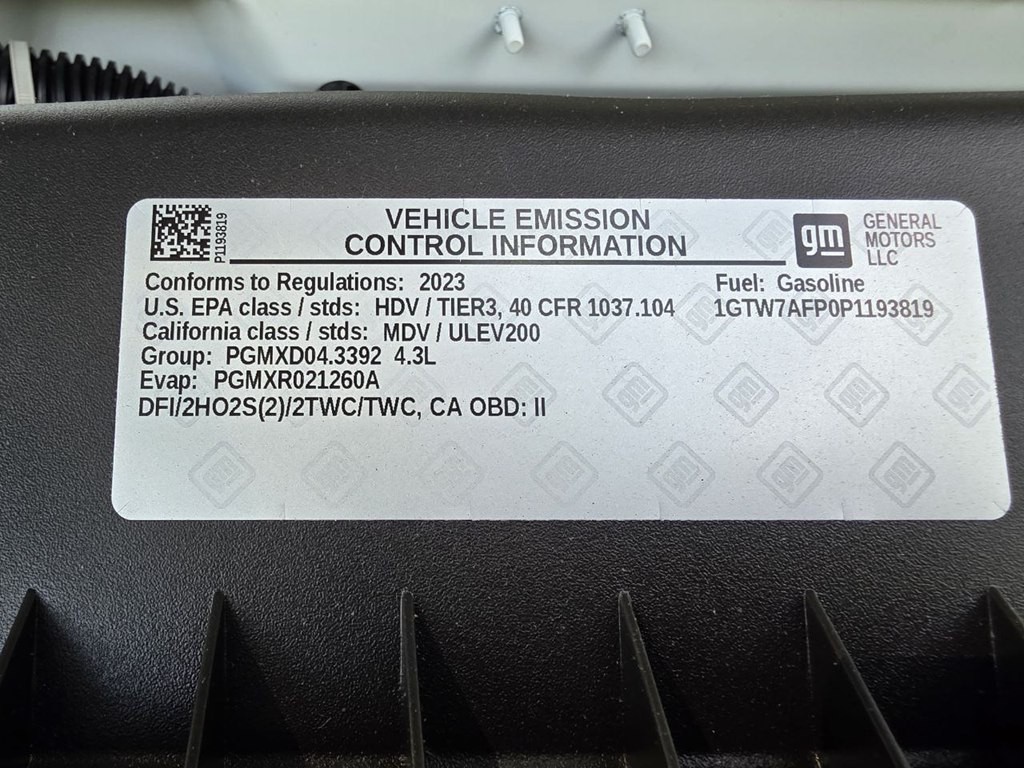 P1193819
VEHICLE EMISSION
CONTROL INFORMATION
gm
GENERAL
MOTORS
LLC
Conforms to Regulations: 2023
Fuel: Gasoline
U.S. EPA class / stds: HDV / TIER3, 40 CFR 1037.104
1GTW7AFP0P1193819
California class / stds: MDV / ULEV200
Group: PGMXD04.3392 4.3L
Evap: PGMXR021260A
DFI/2HO2S(2)/2TWC/TWC, CA OBD: II